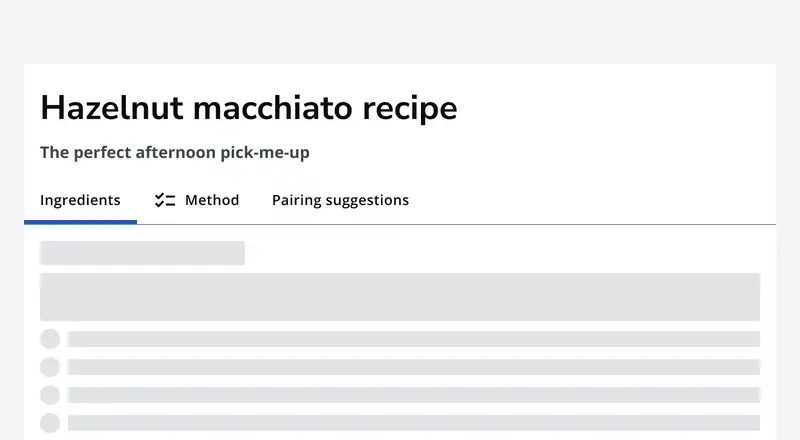 Hazelnut macchiato recipe
The perfect afternoon pick-me-up
Ingredients Method Pairing suggestions